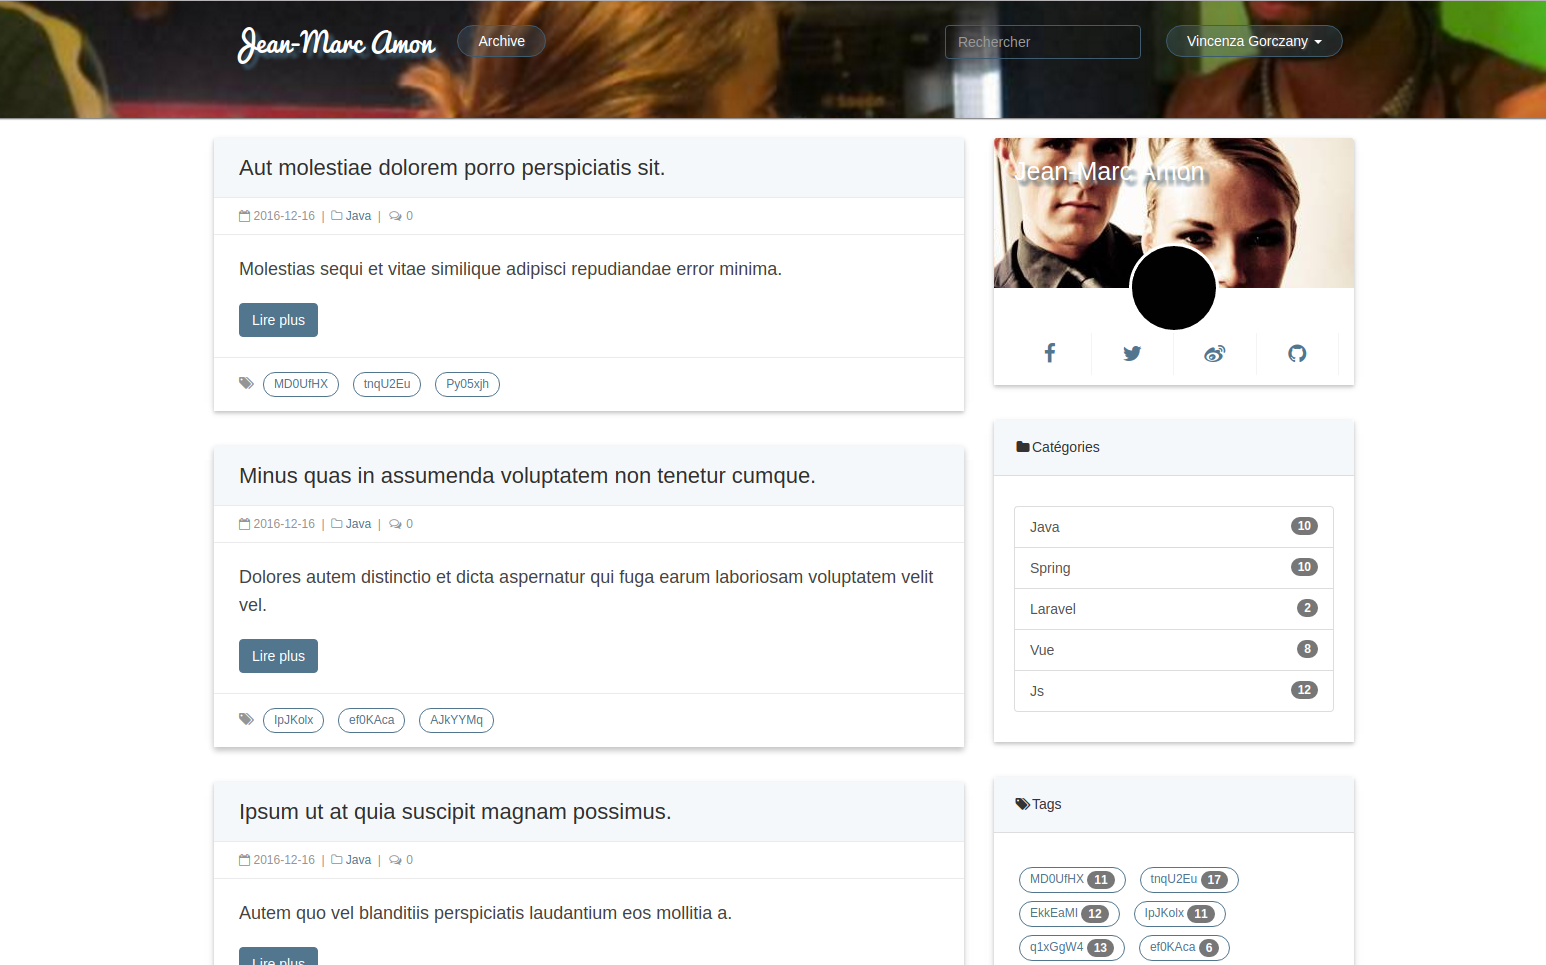 Jean-Marc Amon
Archive
Rechercher
Vincenza Gorczany
Aut molestiae dolorem porro perspiciatis sit.
2016-12-16 | Java | 0
Molestias sequi et vitae similique adipisci repudiandae error minima.
Lire plus
MD0UfHX tnqU2Eu Py05xjh
Minus quas in assumenda voluptatem non tenetur cumque.
2016-12-16 | Java | 0
Dolores autem distinctio et dicta aspernatur qui fuga earum laboriosam voluptatem velit
vel.
Lire plus
IpJKolx ef0KAca AJkYYMq
Ipsum ut at quia suscipit magnam possimus.
2016-12-16 | Java | 0
Autem quo vel blanditiis perspiciatis laudantium eos mollitia a.
Lire plus
Jean-Marc Amon
Catégories
Java 10
Spring 10
Laravel 2
Vue 8
Js 12
Tags
MD0UfHX 11 tnqU2Eu 17
EkkEaMI 12 IpJKolx 11
q1xGgW4 13 ef0KAca 6